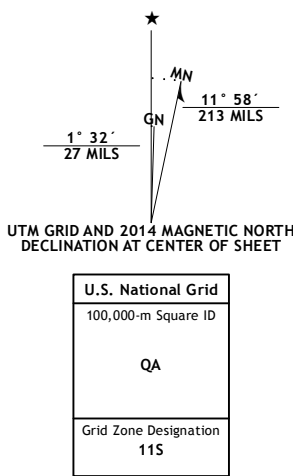 ★
MN
11° 58´
213 MILS
GN
1° 32´
27 MILS
UTM GRID AND 2014 MAGNETIC NORTH
DECLINATION AT CENTER OF SHEET
U.S. National Grid
100,000-m Square ID
QA
Grid Zone Designation
11S